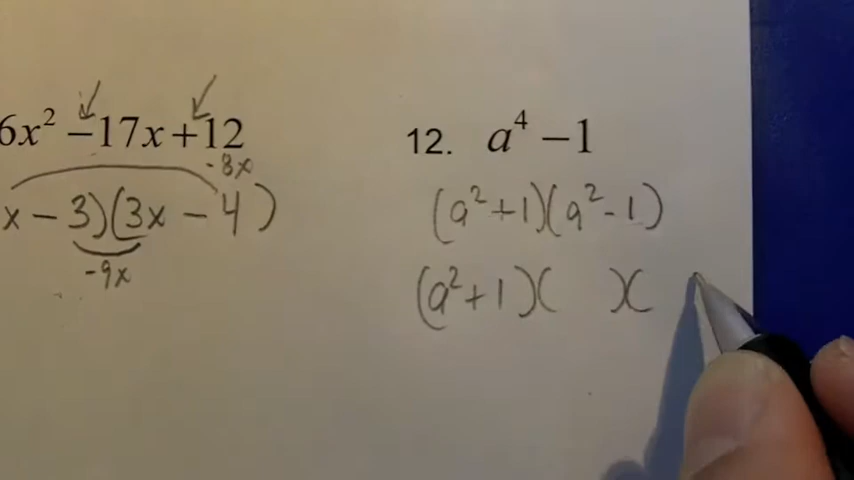 6x² −17x+12
-8x
x − 3)(3x − 4)
-9x
12. a⁴ −1
(a²+1)(a²-1)
(a²+1)(   )(